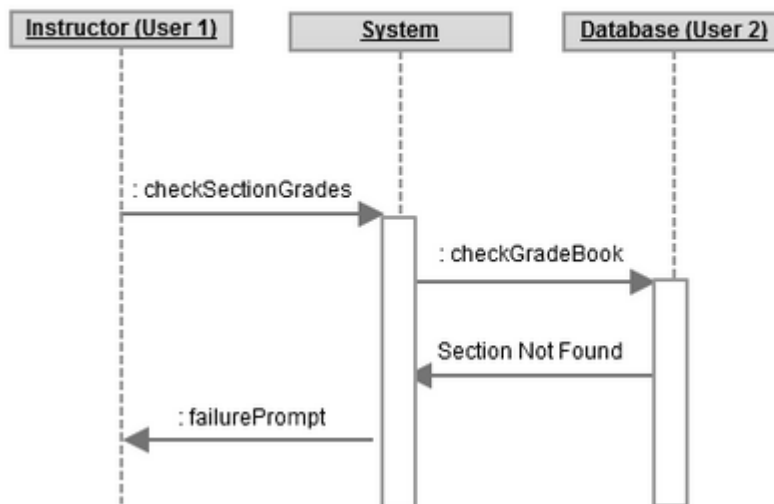 Instructor (User 1)
System
Database (User 2)
: checkSectionGrades
: checkGradeBook
Section Not Found
: failurePrompt